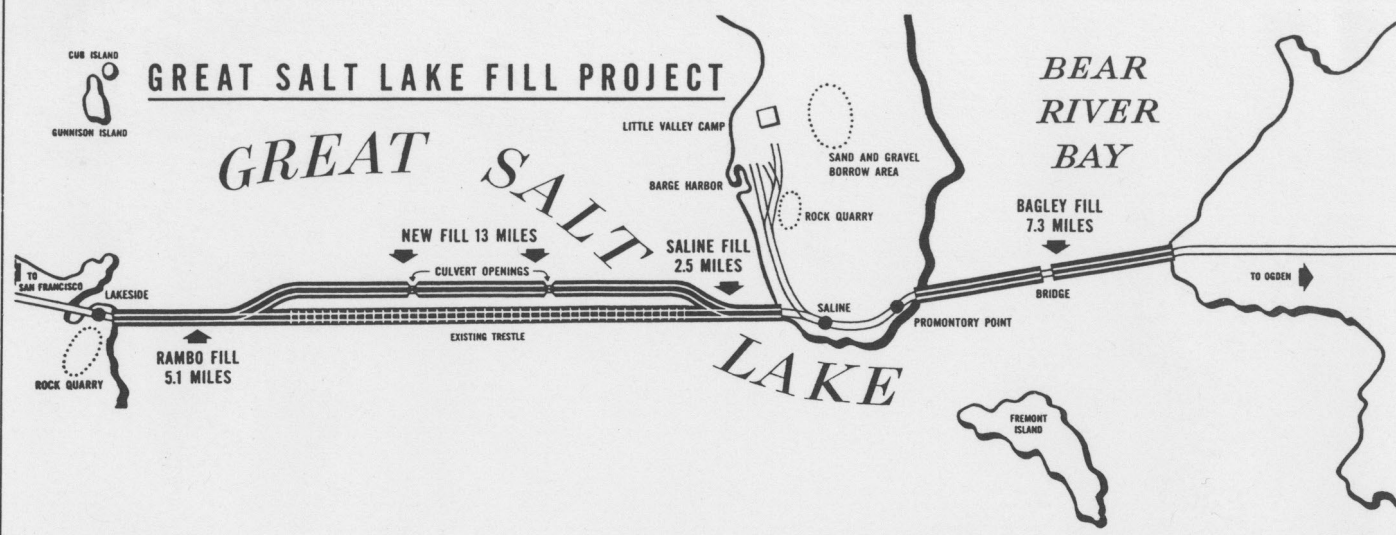 CUB ISLAND
GUNNISON ISLAND
GREAT SALT LAKE FILL PROJECT
GREAT SALT LAKE
BEAR
RIVER
BAY
LITTLE VALLEY CAMP
SAND AND GRAVEL
BORROW AREA
BARGE HARBOR
ROCK QUARRY
BAGLEY FILL
7.3 MILES
NEW FILL 13 MILES
CULVERT OPENINGS
SALINE FILL
2.5 MILES
TO
SAN FRANCISCO
LAKESIDE
EXISTING TRESTLE
SALINE
PROMONTORY POINT
BRIDGE
TO OGDEN
RAMBO FILL
5.1 MILES
ROCK QUARRY
FREMONT
ISLAND